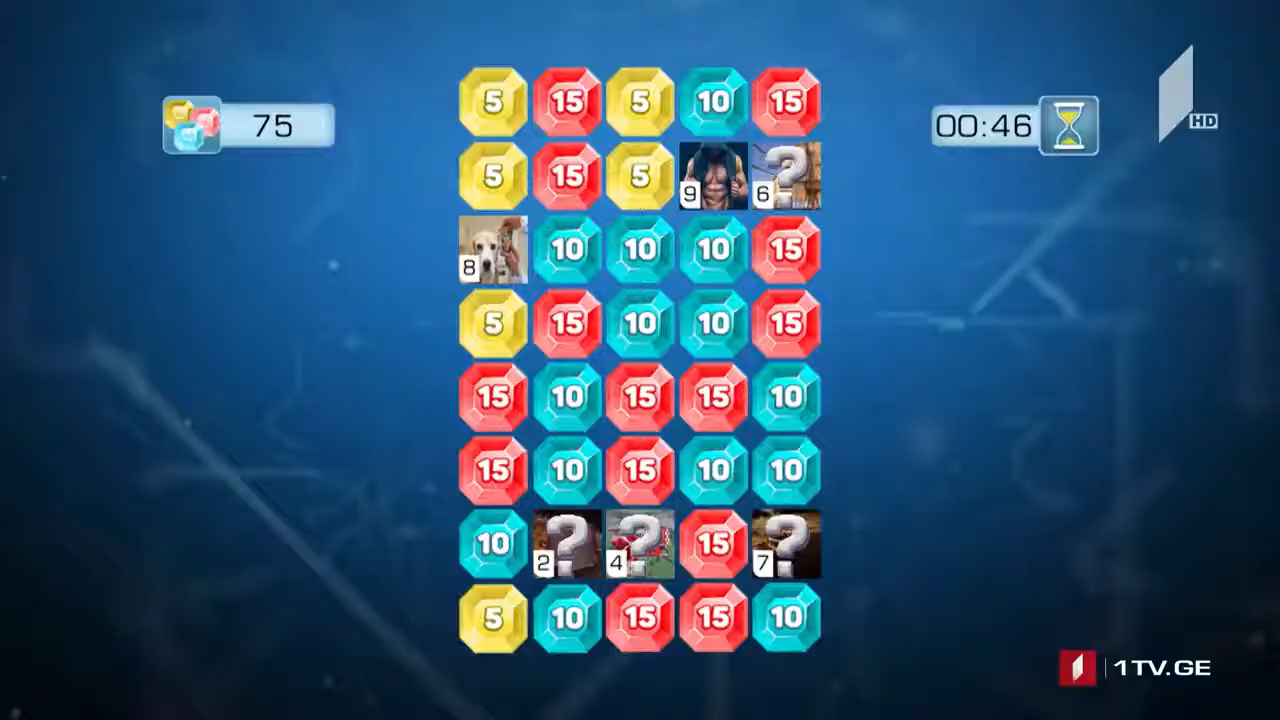 5 15 5 10 15
75
00:46
HD
5 15 5 9 6
8 10 10 10 15
5 15 10 10 15
15 10 15 15 10
15 10 15 10 10
10 2 ? 4 ? 15 7 ?
5 10 15 15 10
1TV.GE